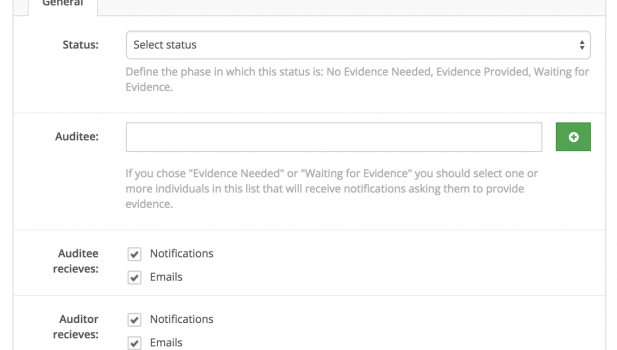 General
Status:
Select status
Define the phase in which this status is: No Evidence Needed, Evidence Provided, Waiting for
Evidence.
Auditee:
If you chose "Evidence Needed" or "Waiting for Evidence" you should select one or
more individuals in this list that will receive notifications asking them to provide
evidence.
Auditee
recieves:
Notifications
Emails
Auditor
recieves:
Notifications
Emails